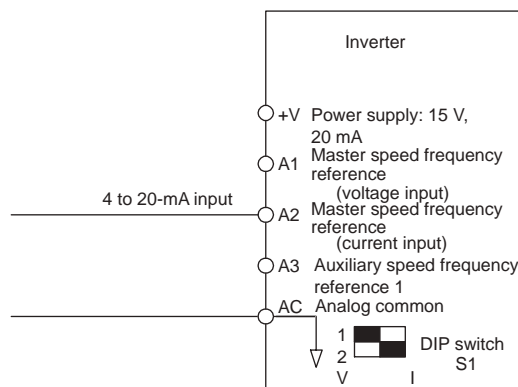 Inverter
+V Power supply: 15 V,
20 mA
A1 Master speed frequency
reference
(voltage input)
4 to 20-mA input
A2 Master speed frequency
reference
(current input)
A3 Auxiliary speed frequency
reference 1
AC Analog common
1
2
DIP switch
S1
V I